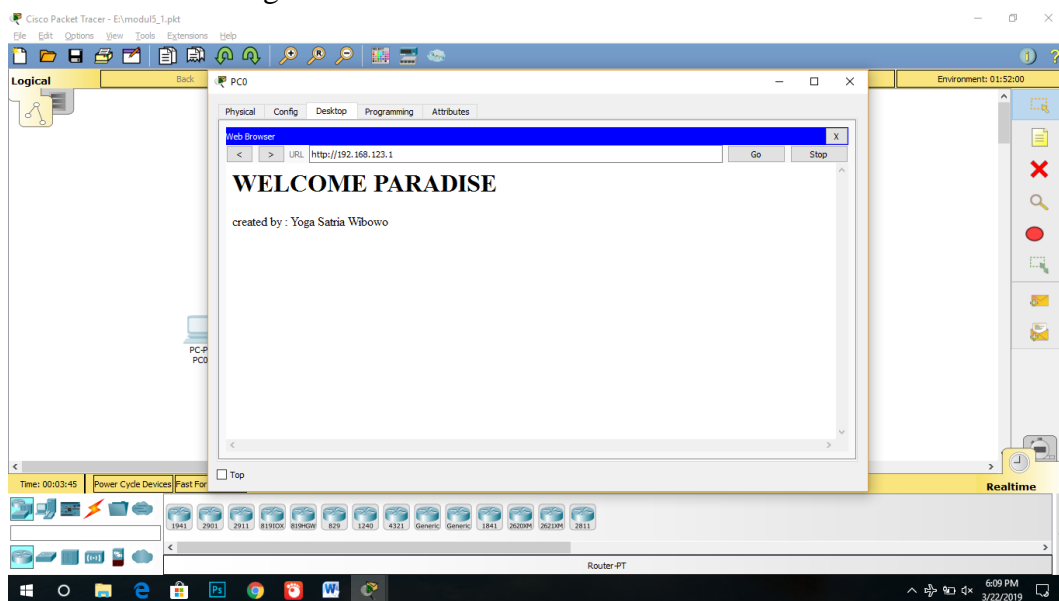 Cisco Packet Tracer - E:\modul5_1.pkt
File Edit Options View Tools Extensions Help
Logical Back Environment: 01:52:00
PC0
Physical Config Desktop Programming Attributes
Web Browser X
< > URL http://192.168.123.1 Go Stop
WELCOME PARADISE
created by : Yoga Satria Wibowo
PC-P
PC0
Top
Time: 00:03:45 Power Cycle Devices Fast For
Realtime
1941 2901 2911 819IOX 819HGW 829 1240 4321 Generic Generic 1841 2620XM 2621XM 2811
Router-PT
6:09 PM
3/22/2019